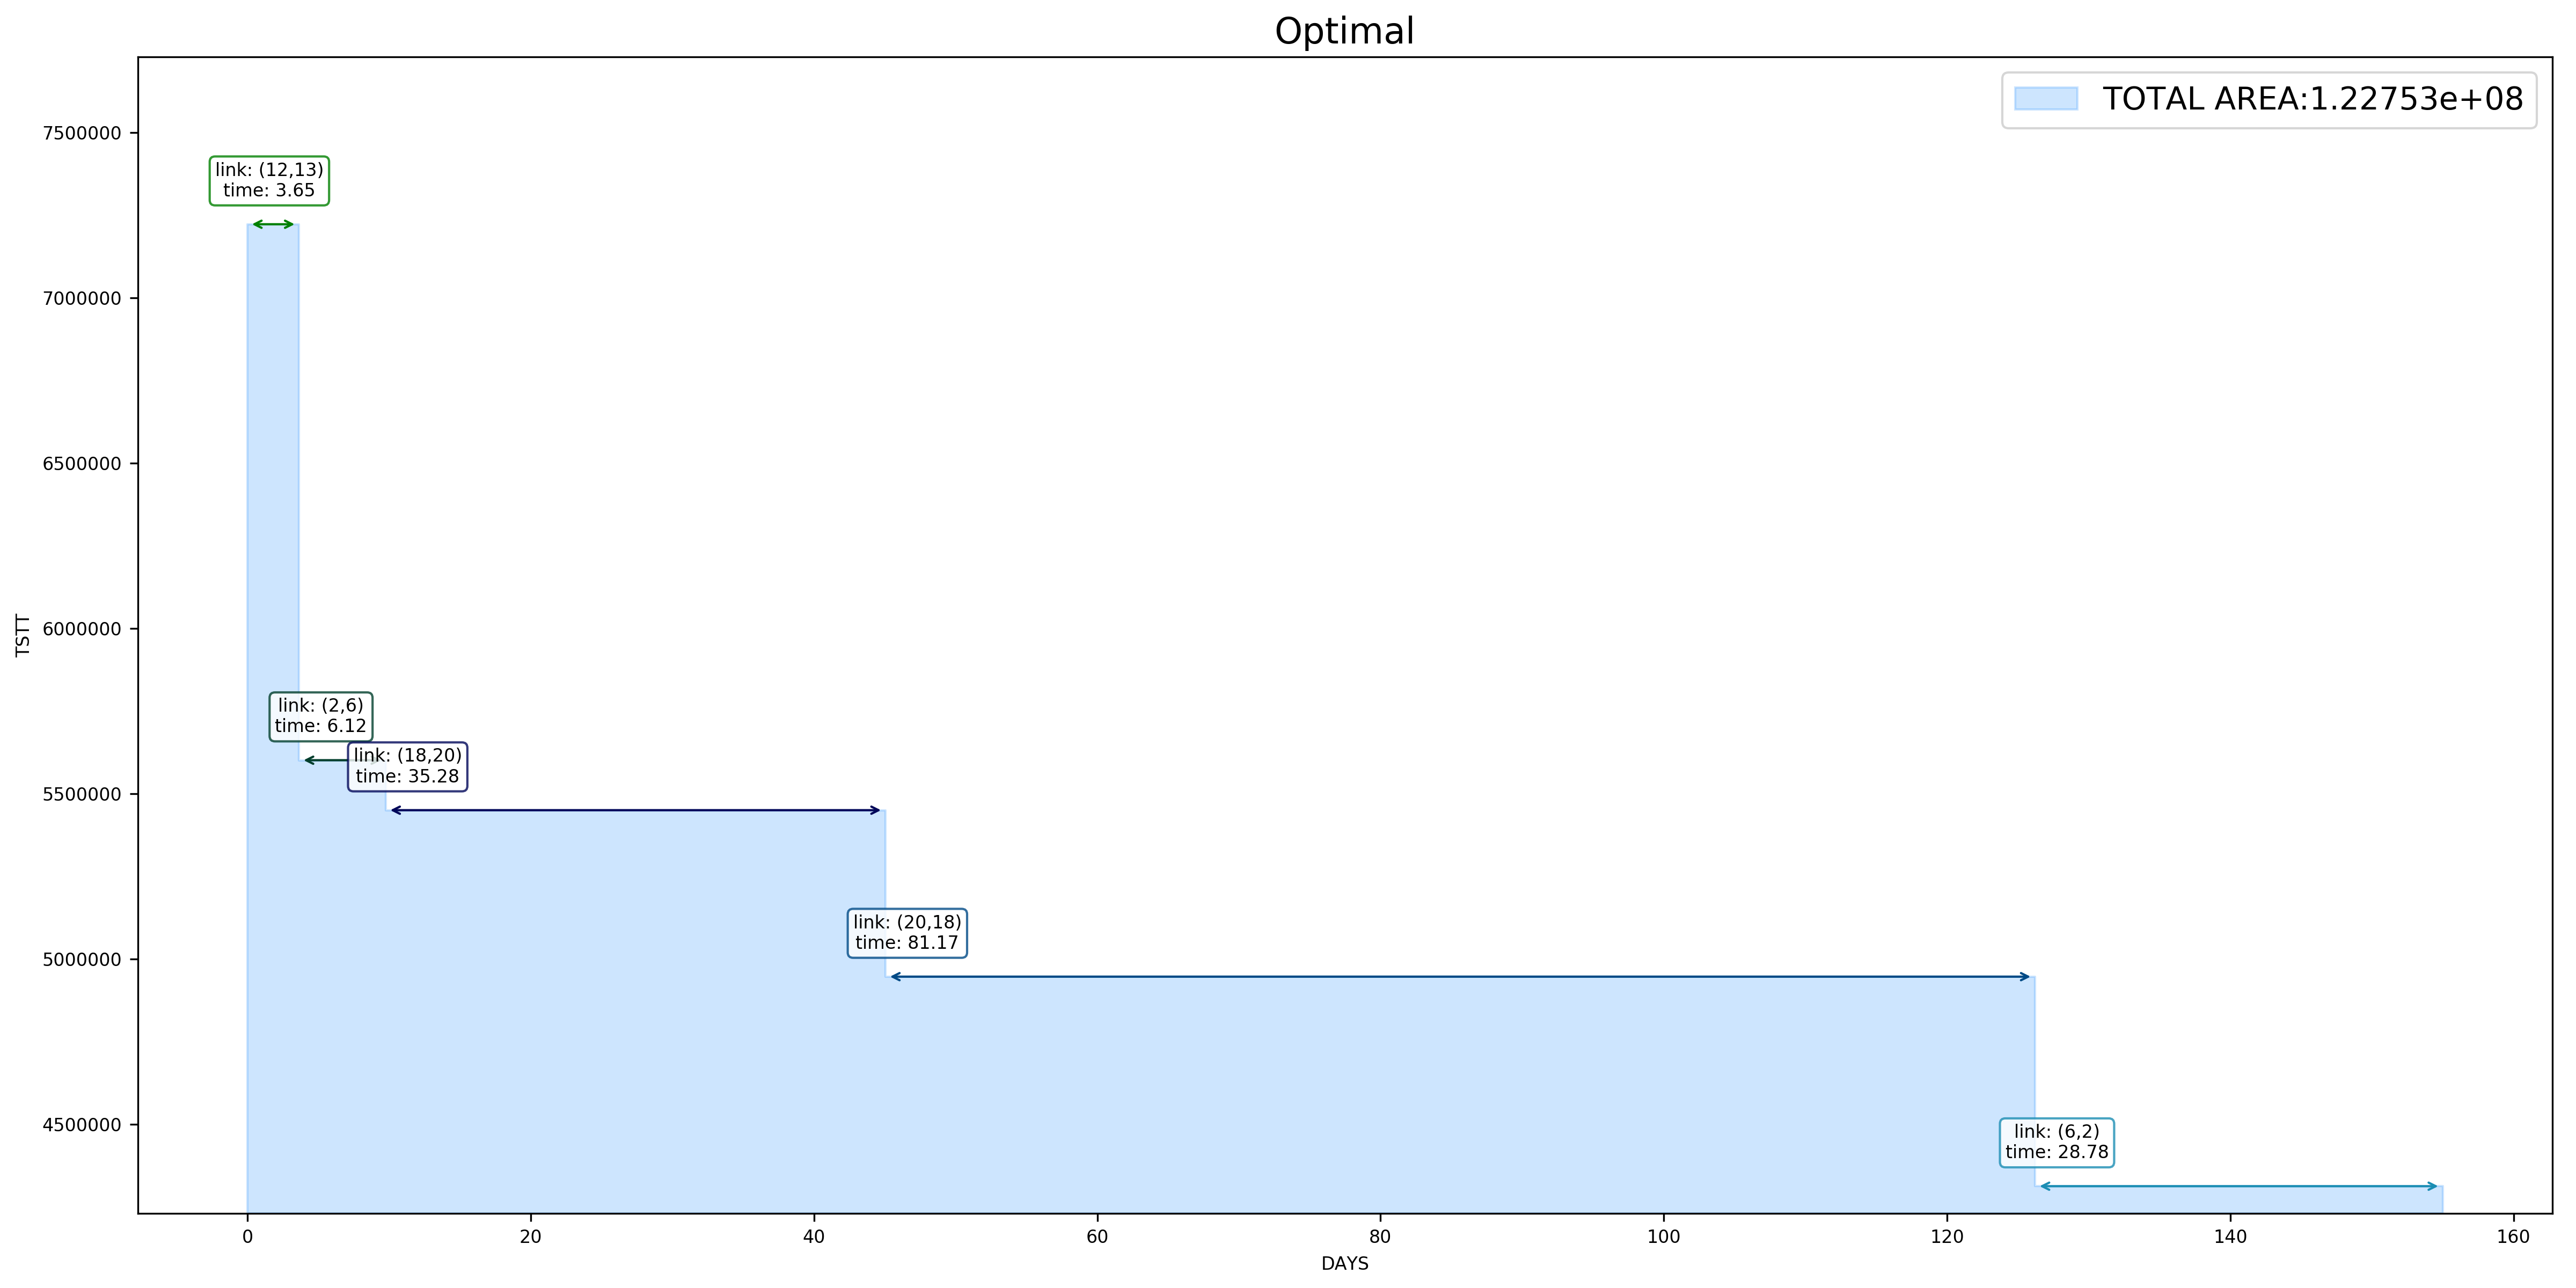 Optimal
TOTAL AREA:1.22753e+08
TSTT
7500000
7000000
6500000
6000000
5500000
5000000
4500000
link: (12,13)
time: 3.65
link: (2,6)
time: 6.12
link: (18,20)
time: 35.28
link: (20,18)
time: 81.17
link: (6,2)
time: 28.78
0 20 40 60 80 100 120 140 160
DAYS